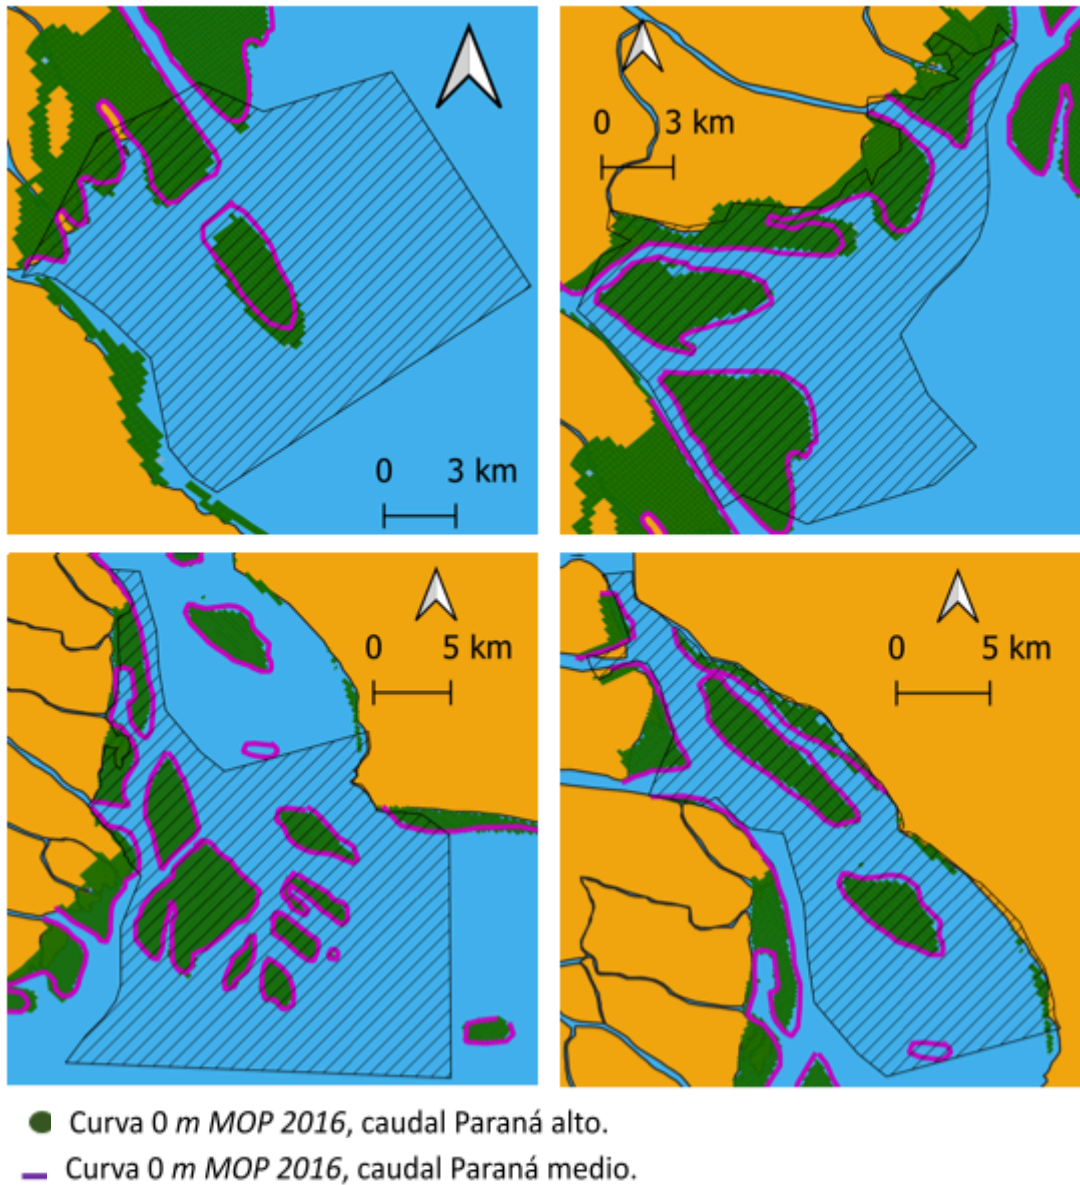 0 3 km
0 3 km
0 5 km
0 5 km
Curva 0 m MOP 2016, caudal Paraná alto.
Curva 0 m MOP 2016, caudal Paraná medio.